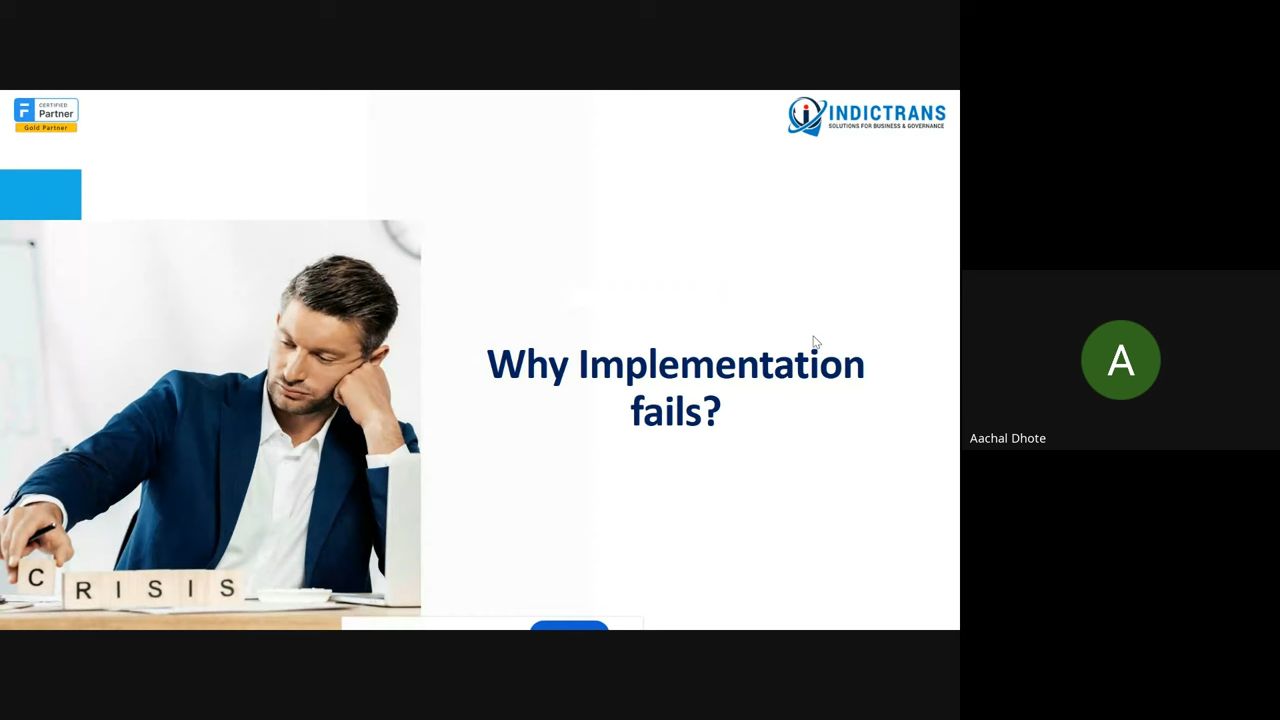 CERTIFIED
Partner
Gold Partner
INDICTRANS
SOLUTIONS FOR BUSINESS & GOVERNANCE
Why Implementation
fails?
C R I S I S
A
Aachal Dhote